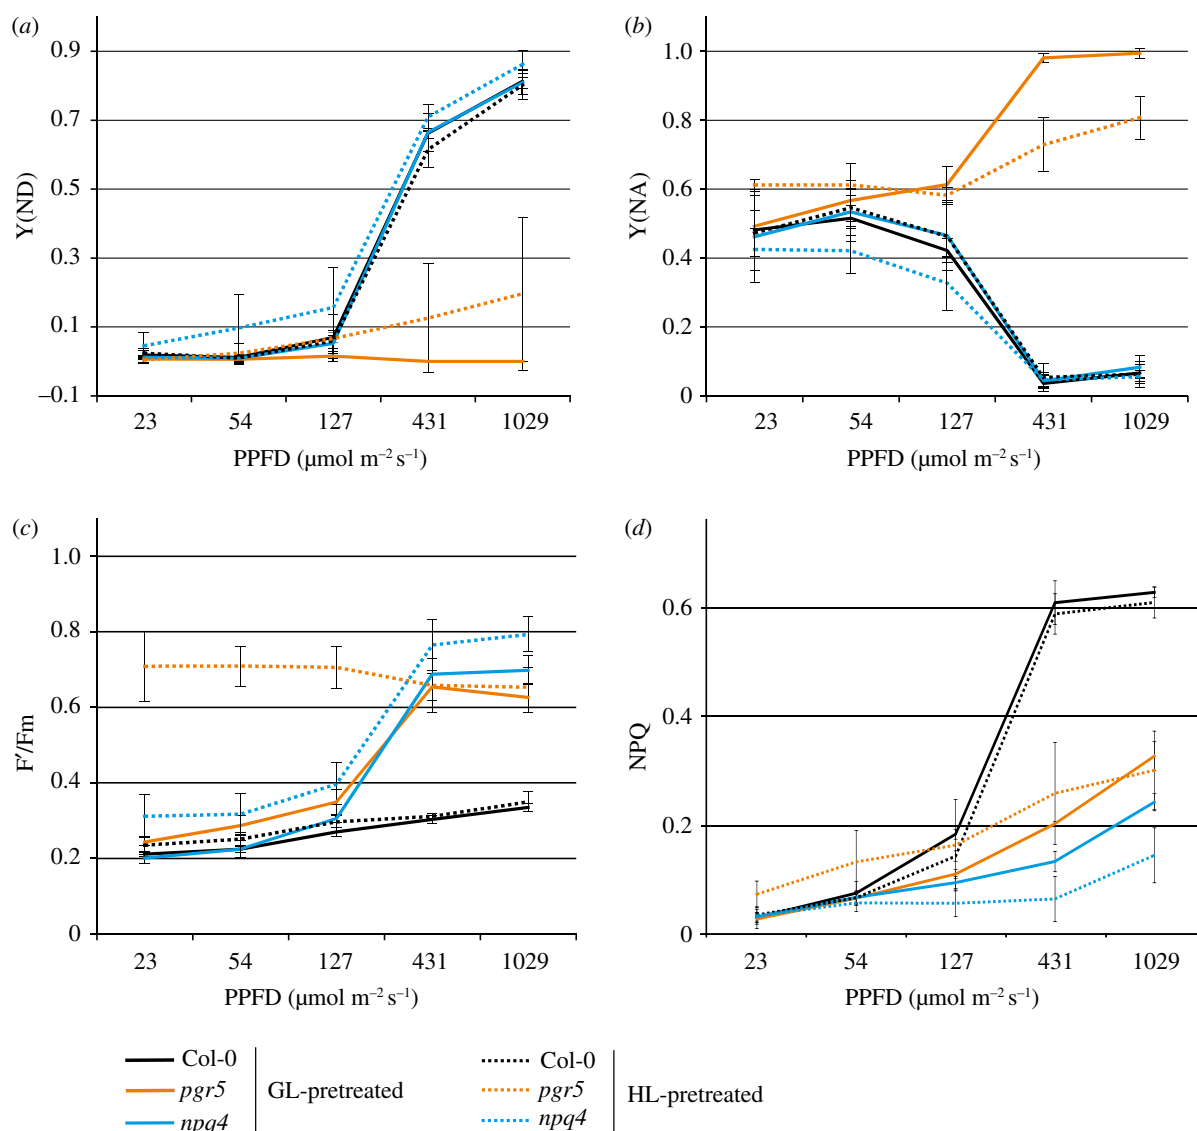 (a)
(b)
0.9
0.7
0.5
0.3
0.1
–0.1
Y(ND)
23 54 127 431 1029
PPFD (µmol m–2 s–1)
1.0
0.8
0.6
0.4
0.2
0
Y(NA)
23 54 127 431 1029
PPFD (µmol m–2 s–1)
(c)
(d)
1.0
0.8
0.6
0.4
0.2
0
F′/Fm
23 54 127 431 1029
PPFD (µmol m–2 s–1)
0.6
0.4
0.2
0
NPQ
23 54 127 431 1029
PPFD (µmol m–2 s–1)
Col-0
pgr5
npq4
GL-pretreated
Col-0
pgr5
npq4
HL-pretreated